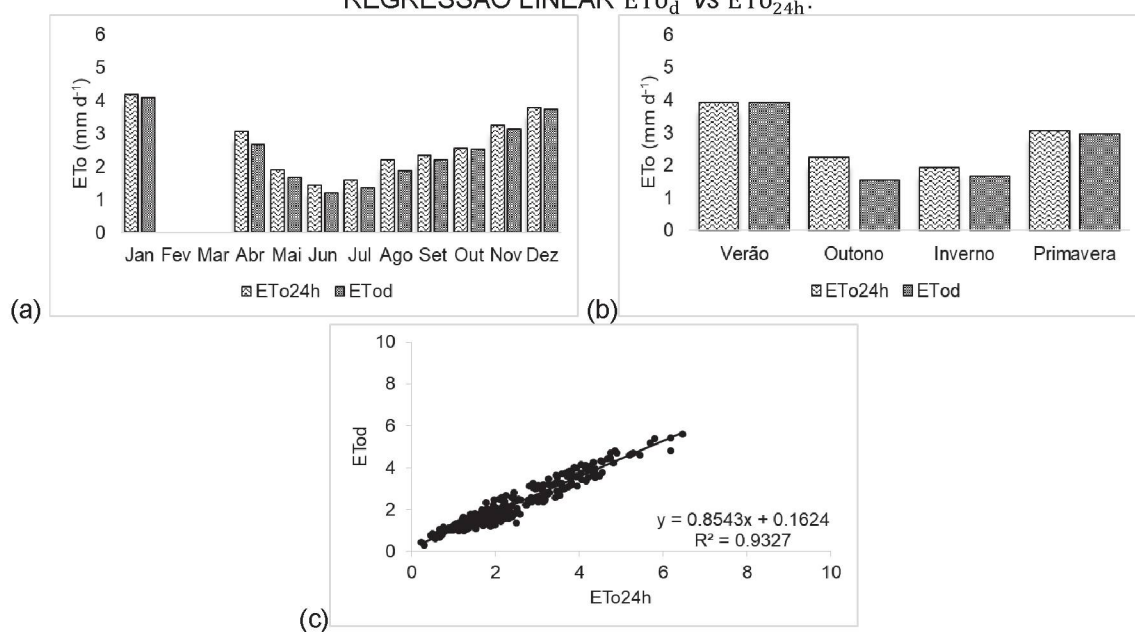 REGRESSÃO LINEAR ETo_d vs ETo_24h.
6
5
4
3
2
1
0
ETo (mm d⁻¹)
Jan Fev Mar Abr Mai Jun Jul Ago Set Out Nov Dez
ETo24h ETod
(a)
6
5
4
3
2
1
0
ETo (mm d⁻¹)
Verão Outono Inverno Primavera
ETo24h ETod
(b)
10
8
6
4
2
0
ETod
y = 0.8543x + 0.1624
R² = 0.9327
0 2 4 6 8 10
ETo24h
(c)